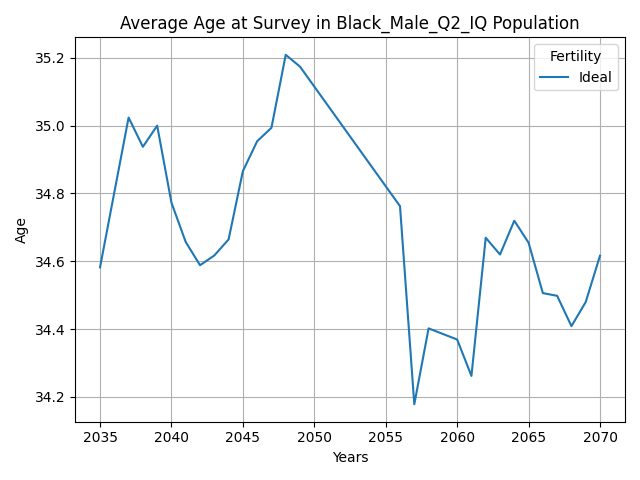 Average Age at Survey in Black_Male_Q2_IQ Population
Fertility
Ideal
35.2
35.0
34.8
34.6
34.4
34.2
Age
2035 2040 2045 2050 2055 2060 2065 2070
Years